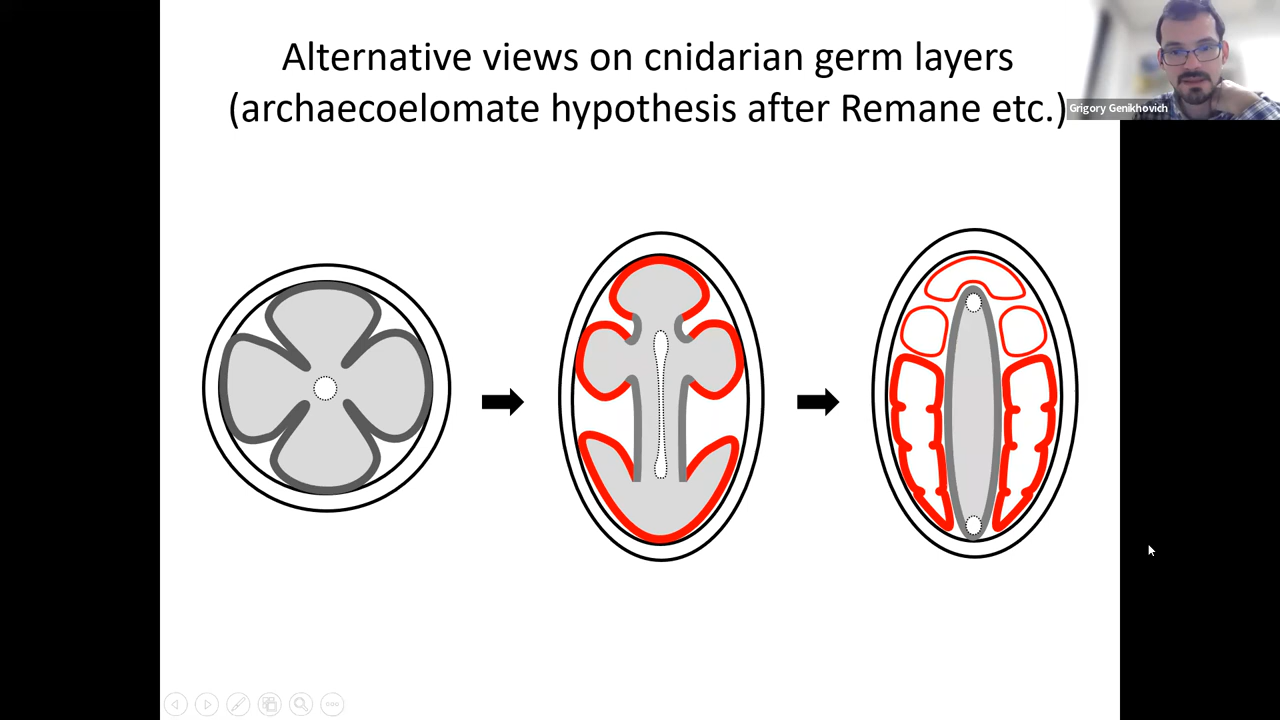 Alternative views on cnidarian germ layers
(archaecoelomate hypothesis after Remane etc.)
Grigory Genikhovich